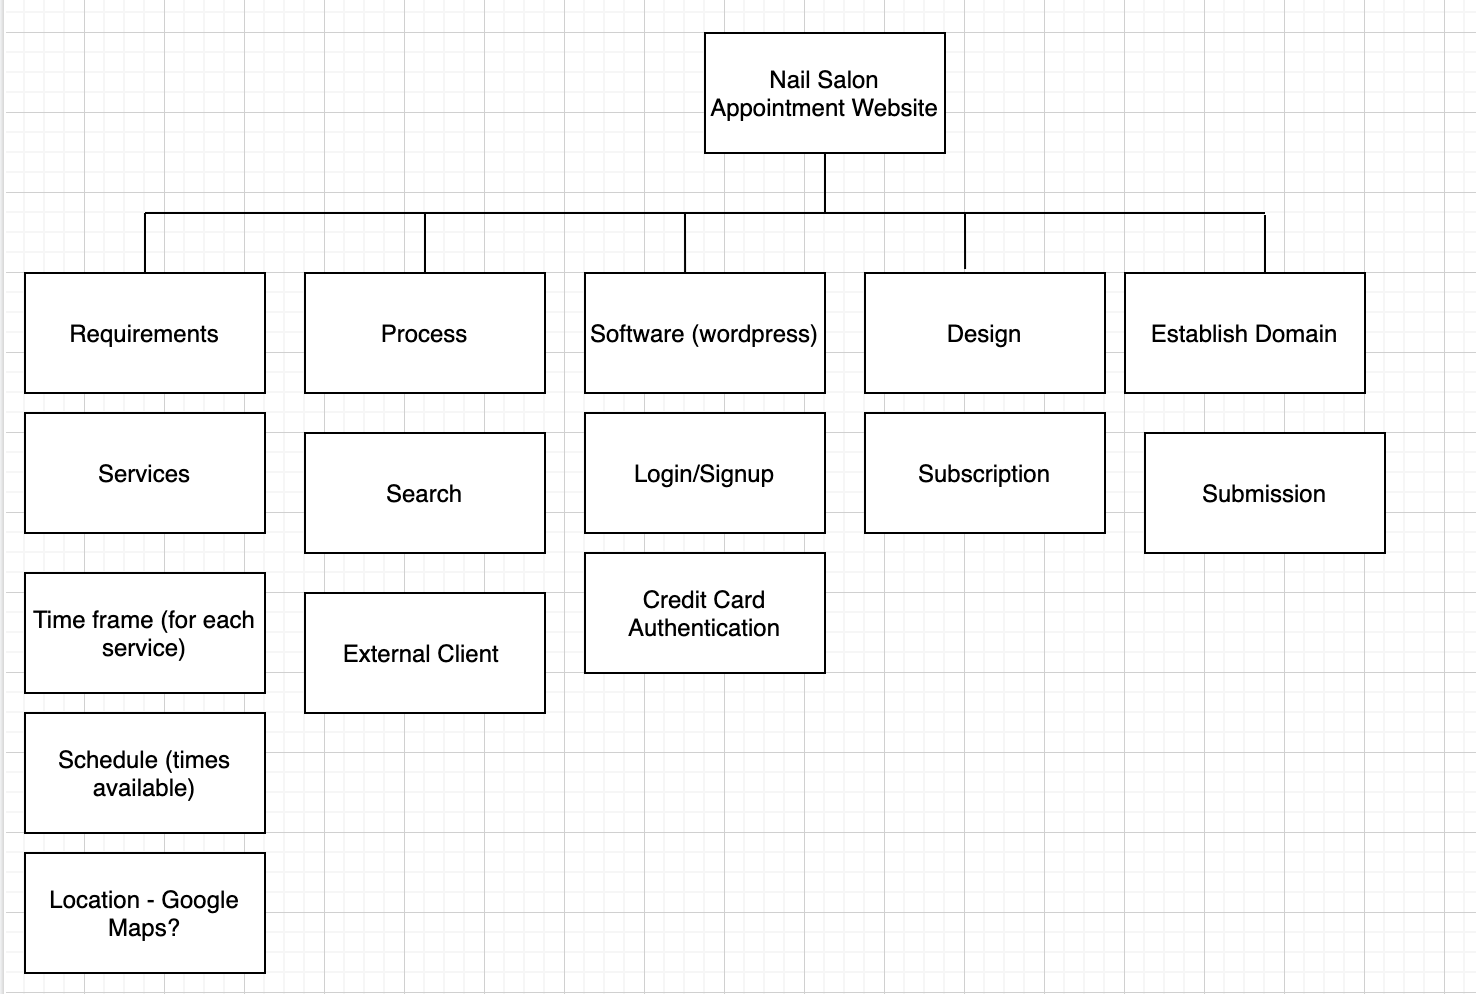 Nail Salon
Appointment Website
Requirements
Process
Software (wordpress)
Design
Establish Domain
Services
Search
Login/Signup
Subscription
Submission
Time frame (for each
service)
External Client
Credit Card
Authentication
Schedule (times
available)
Location - Google
Maps?